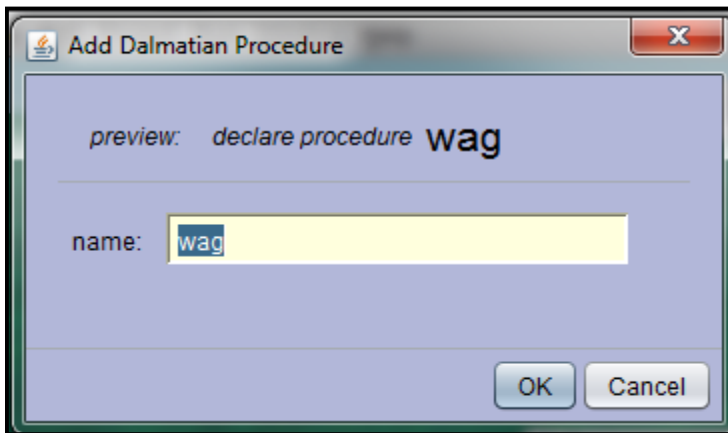 Add Dalmatian Procedure
preview: declare procedure wag
name: wag
OK Cancel